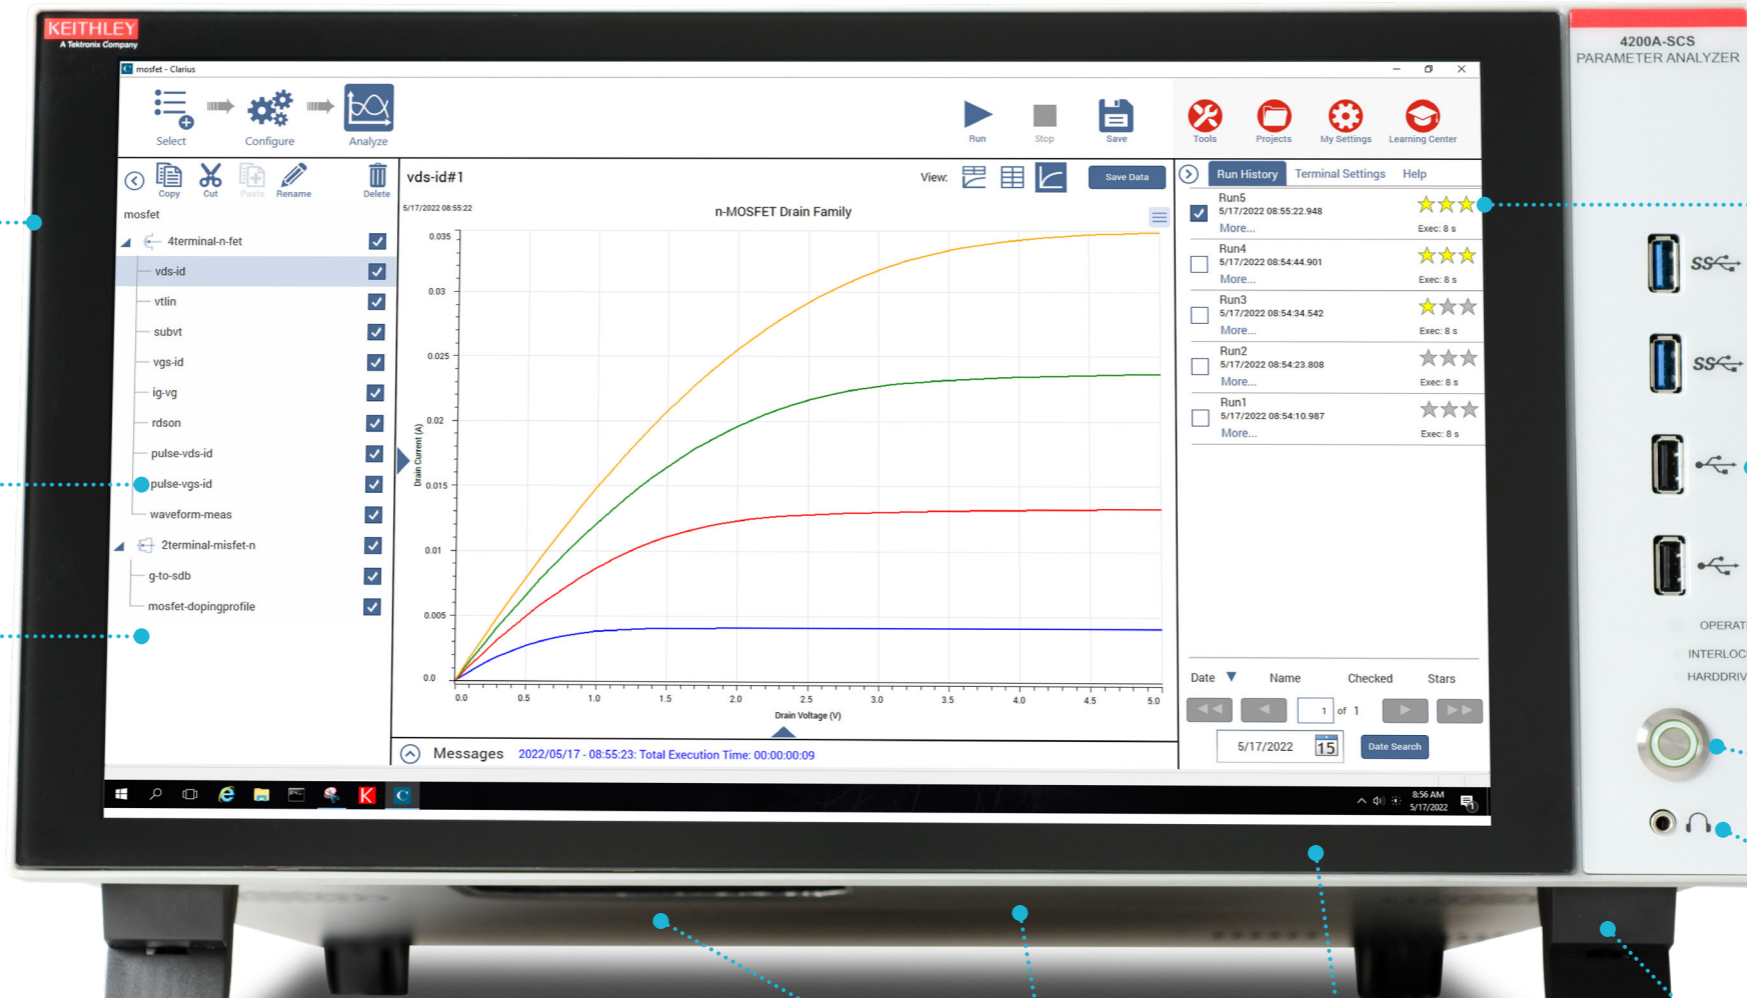 KEITHLEY
A Tektronix Company
4200A-SCS
PARAMETER ANALYZER
mosfet - Clarius
Select
Configure
Analyze
Run
Stop
Save
Tools
Projects
My Settings
Learning Center
Copy
Cut
Paste
Rename
Delete
mosfet
4terminal-n-fet
vds-id
vtlin
subvt
vgs-id
ig-vg
rdson
pulse-vds-id
pulse-vgs-id
waveform-meas
2terminal-misfet-n
g-to-sdb
mosfet-dopingprofile
vds-id#1
View:
Save Data
5/17/2022 08:55:22
n-MOSFET Drain Family
0.035
0.03
0.025
0.02
0.015
0.01
0.005
0.0
Drain Current (A)
0.0 0.5 1.0 1.5 2.0 2.5 3.0 3.5 4.0 4.5 5.0
Drain Voltage (V)
Messages 2022/05/17 - 08:55:23: Total Execution Time: 00:00:00:09
Run History Terminal Settings Help
Run5
5/17/2022 08:55:22.948
More... Exec: 8 s
Run4
5/17/2022 08:54:44.901
More... Exec: 8 s
Run3
5/17/2022 08:54:34.542
More... Exec: 8 s
Run2
5/17/2022 08:54:23.808
More... Exec: 8 s
Run1
5/17/2022 08:54:10.987
More... Exec: 8 s
Date Name Checked Stars
1 of 1
5/17/2022 15 Date Search
8:56 AM
5/17/2022
SS
SS
OPERAT
INTERLOC
HARDDRIV